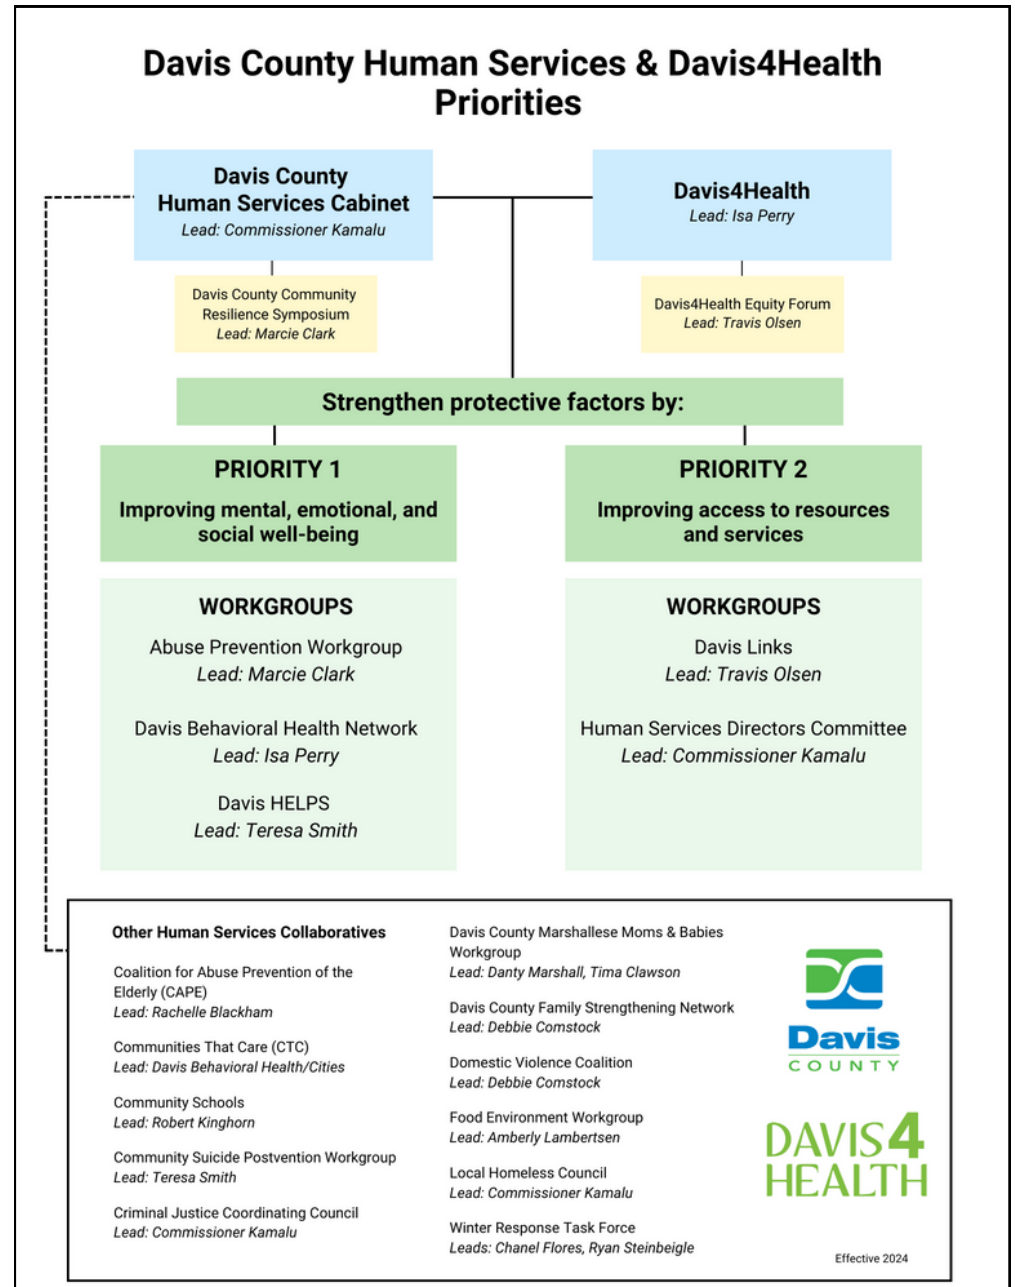 Davis County Human Services & Davis4Health
Priorities
Davis County
Human Services Cabinet
Lead: Commissioner Kamalu
Davis4Health
Lead: Isa Perry
Davis County Community
Resilience Symposium
Lead: Marcie Clark
Davis4Health Equity Forum
Lead: Travis Olsen
Strengthen protective factors by:
PRIORITY 1
Improving mental, emotional, and
social well-being
PRIORITY 2
Improving access to resources
and services
WORKGROUPS
Abuse Prevention Workgroup
Lead: Marcie Clark
Davis Behavioral Health Network
Lead: Isa Perry
Davis HELPS
Lead: Teresa Smith
WORKGROUPS
Davis Links
Lead: Travis Olsen
Human Services Directors Committee
Lead: Commissioner Kamalu
Other Human Services Collaboratives
Coalition for Abuse Prevention of the
Elderly (CAPE)
Lead: Rachelle Blackham
Communities That Care (CTC)
Lead: Davis Behavioral Health/Cities
Community Schools
Lead: Robert Kinghorn
Community Suicide Postvention Workgroup
Lead: Teresa Smith
Criminal Justice Coordinating Council
Lead: Commissioner Kamalu
Davis County Marshallese Moms & Babies
Workgroup
Lead: Danty Marshall, Tima Clawson
Davis County Family Strengthening Network
Lead: Debbie Comstock
Domestic Violence Coalition
Lead: Debbie Comstock
Food Environment Workgroup
Lead: Amberly Lambertsen
Local Homeless Council
Lead: Commissioner Kamalu
Winter Response Task Force
Leads: Chanel Flores, Ryan Steinbeigle
Davis
COUNTY
DAVIS4
HEALTH
Effective 2024